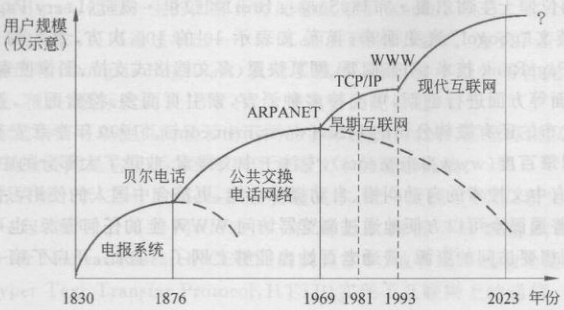 用户规模
(仅示意)
?
WWW
TCP/IP
现代互联网
ARPANET
早期互联网
贝尔电话
公共交换
电话网络
电报系统
1830
1876
1969
1981
1993
2023
年份